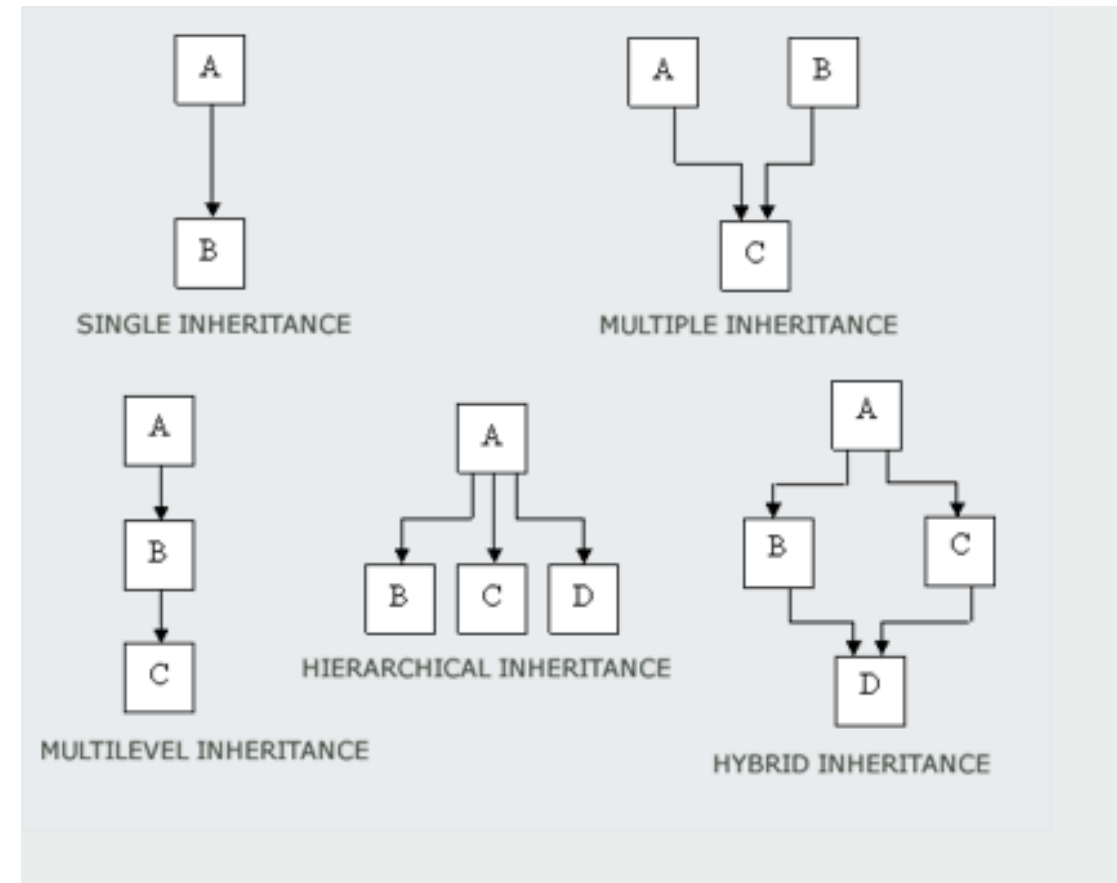 A
B
SINGLE INHERITANCE
A B
C
MULTIPLE INHERITANCE
A
B
C
MULTILEVEL INHERITANCE
A
B C D
HIERARCHICAL INHERITANCE
A
B C
D
HYBRID INHERITANCE